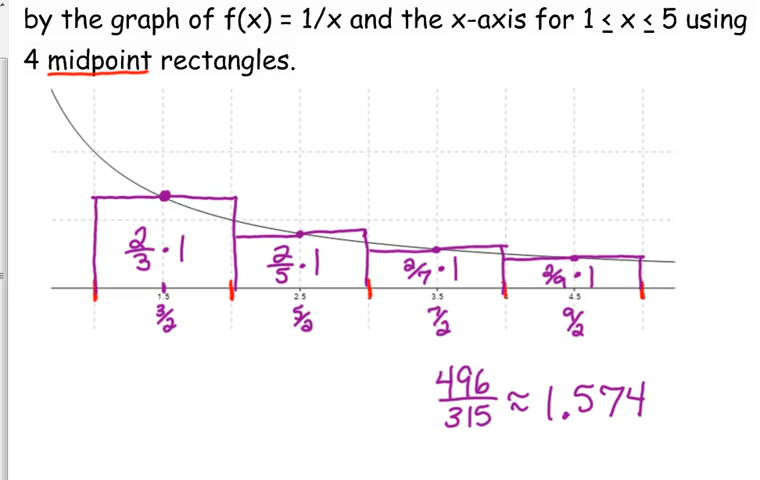 by the graph of f(x) = 1/x and the x-axis for 1 ≤ x ≤ 5 using
4 midpoint rectangles.
2/3 · 1
2/5 · 1
2/7 · 1
2/9 · 1
1.5
2.5
3.5
4.5
3/2
5/2
7/2
9/2
496/315 ≈ 1.574